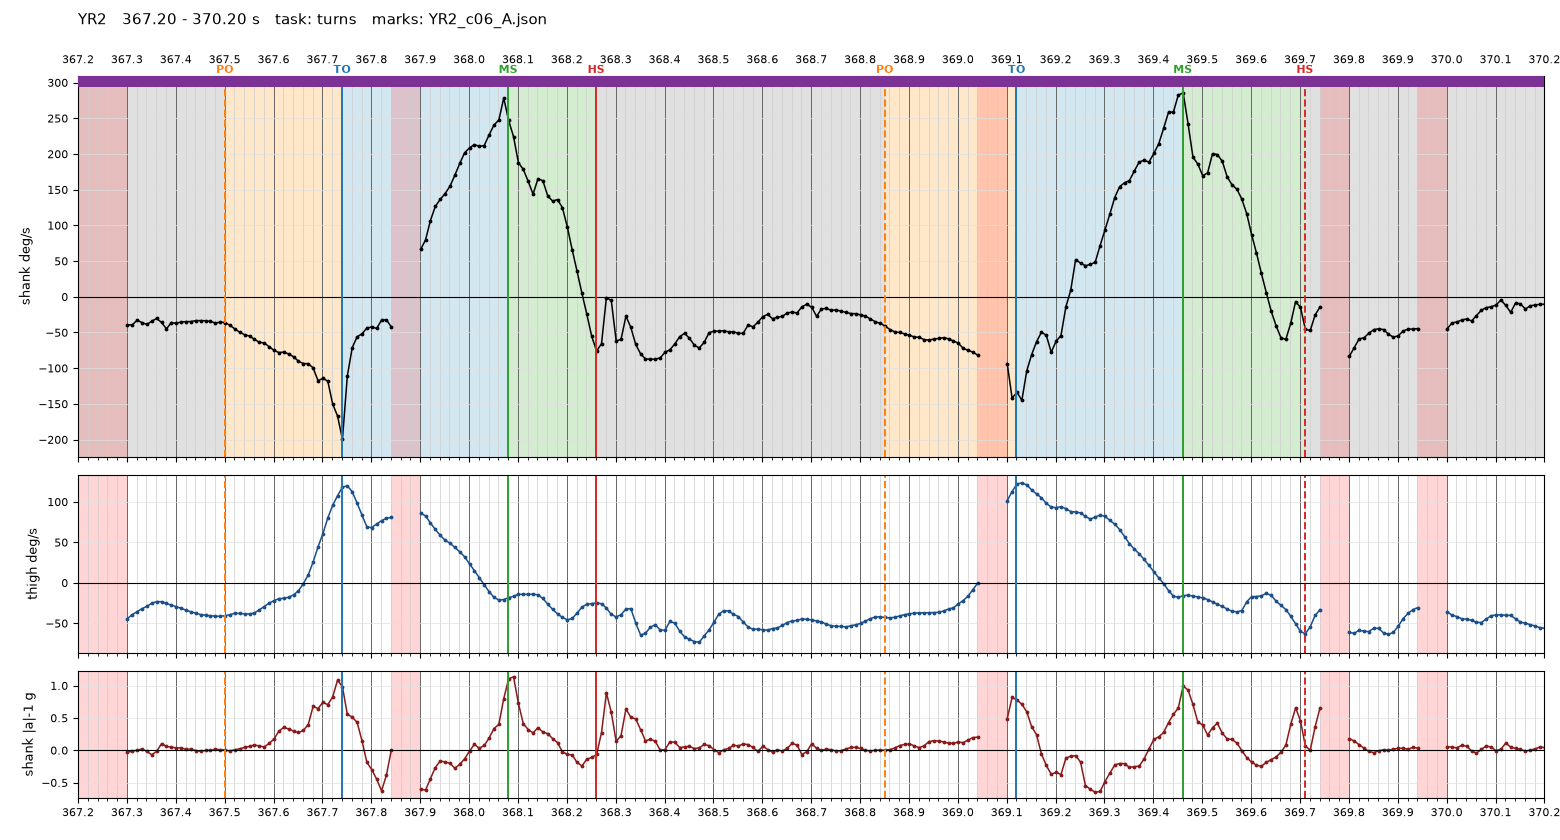 YR2   367.20 - 370.20 s   task: turns   marks: YR2_c06_A.json
367.2 367.3 367.4 367.5 367.6 367.7 367.8 367.9 368.0 368.1 368.2 368.3 368.4 368.5 368.6 368.7 368.8 368.9 369.0 369.1 369.2 369.3 369.4 369.5 369.6 369.7 369.8 369.9 370.0 370.1 370.2
PO TO MS HS PO TO MS HS
shank deg/s
300
250
200
150
100
50
0
−50
−100
−150
−200
thigh deg/s
100
50
0
−50
shank |a|-1 g
1.0
0.5
0.0
−0.5
367.2 367.3 367.4 367.5 367.6 367.7 367.8 367.9 368.0 368.1 368.2 368.3 368.4 368.5 368.6 368.7 368.8 368.9 369.0 369.1 369.2 369.3 369.4 369.5 369.6 369.7 369.8 369.9 370.0 370.1 370.2